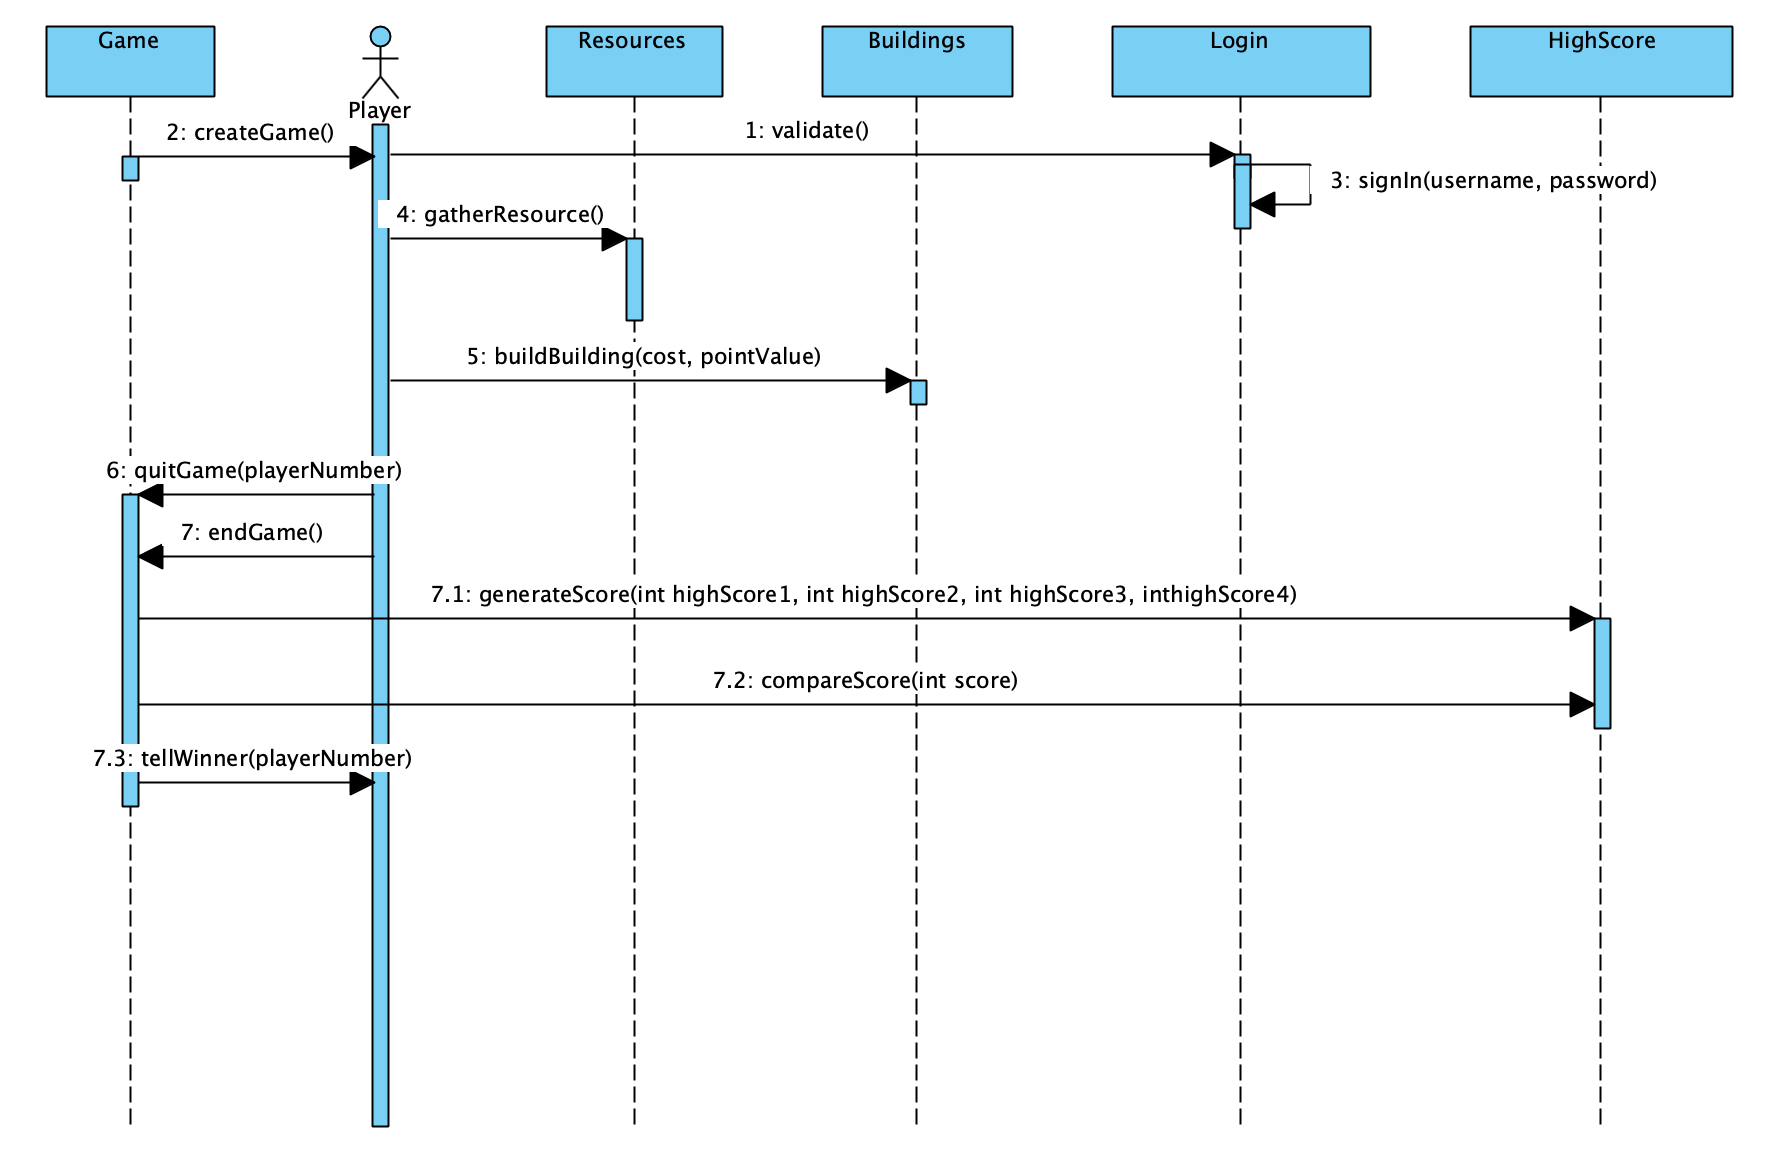 Game
Player
Resources
Buildings
Login
HighScore
2: createGame()
1: validate()
3: signIn(username, password)
4: gatherResource()
5: buildBuilding(cost, pointValue)
6: quitGame(playerNumber)
7: endGame()
7.1: generateScore(int highScore1, int highScore2, int highScore3, inthighScore4)
7.2: compareScore(int score)
7.3: tellWinner(playerNumber)